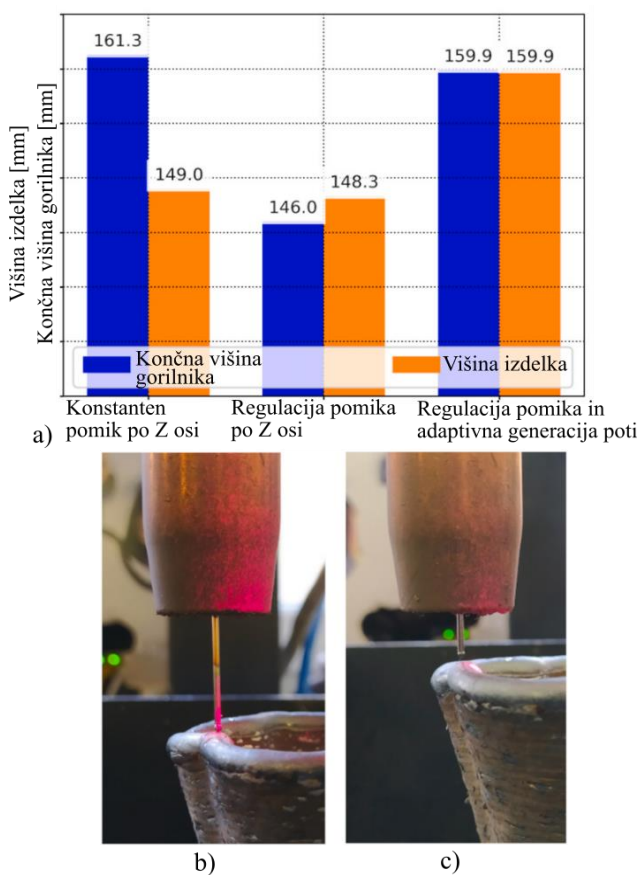 161.3
149.0
146.0
148.3
159.9
159.9
Višina izdelka [mm]
Končna višina gorilnika [mm]
Končna višina
gorilnika
Višina izdelka
Konstanten
pomik po Z osi
Regulacija pomika
po Z osi
Regulacija pomika in
adaptivna generacija poti
a)
b)
c)